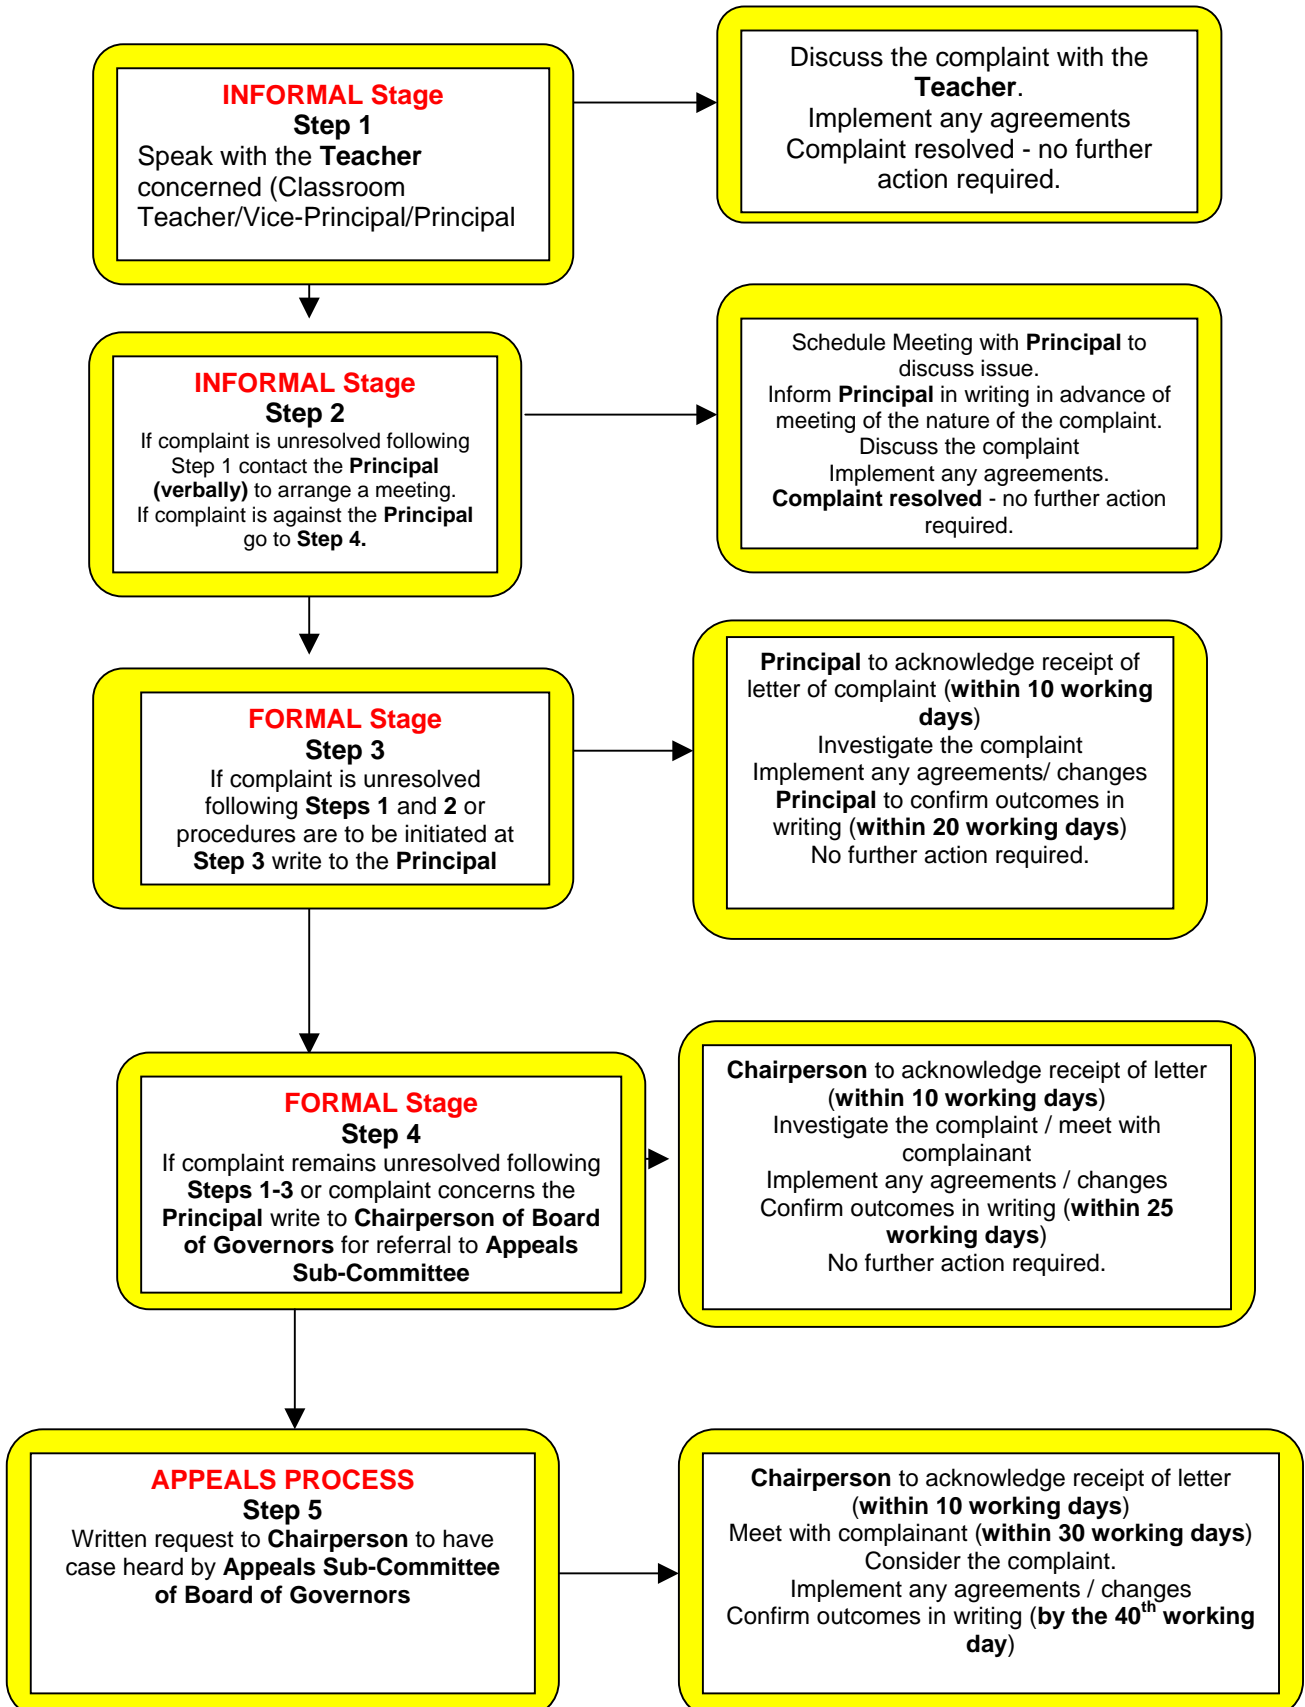 INFORMAL Stage
Step 1
Speak with the Teacher
concerned (Classroom
Teacher/Vice-Principal/Principal
Discuss the complaint with the
Teacher.
Implement any agreements
Complaint resolved - no further
action required.
INFORMAL Stage
Step 2
If complaint is unresolved following
Step 1 contact the Principal
(verbally) to arrange a meeting.
If complaint is against the Principal
go to Step 4.
Schedule Meeting with Principal to
discuss issue.
Inform Principal in writing in advance of
meeting of the nature of the complaint.
Discuss the complaint
Implement any agreements.
Complaint resolved - no further action
required.
FORMAL Stage
Step 3
If complaint is unresolved
following Steps 1 and 2 or
procedures are to be initiated at
Step 3 write to the Principal
Principal to acknowledge receipt of
letter of complaint (within 10 working
days)
Investigate the complaint
Implement any agreements/ changes
Principal to confirm outcomes in
writing (within 20 working days)
No further action required.
FORMAL Stage
Step 4
If complaint remains unresolved following
Steps 1-3 or complaint concerns the
Principal write to Chairperson of Board
of Governors for referral to Appeals
Sub-Committee
Chairperson to acknowledge receipt of letter
(within 10 working days)
Investigate the complaint / meet with
complainant
Implement any agreements / changes
Confirm outcomes in writing (within 25
working days)
No further action required.
APPEALS PROCESS
Step 5
Written request to Chairperson to have
case heard by Appeals Sub-Committee
of Board of Governors
Chairperson to acknowledge receipt of letter
(within 10 working days)
Meet with complainant (within 30 working days)
Consider the complaint.
Implement any agreements / changes
Confirm outcomes in writing (by the 40th working
day)